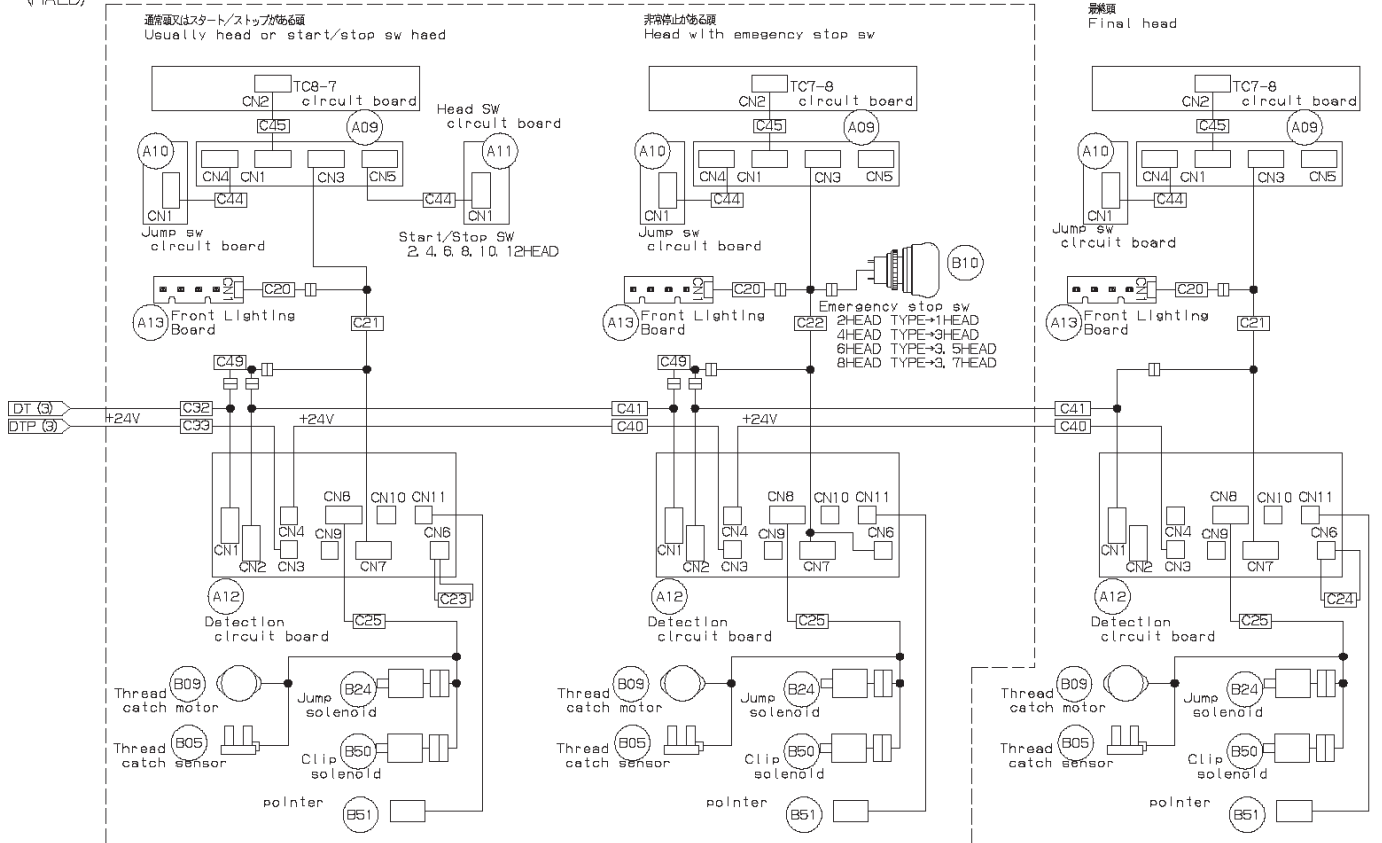 (HAED)
通常頭又はスタート/ストップがある頭
Usually head or start/stop sw haed
TC8-7
circuit board
CN2
C45
A09
Head SW
circuit board
A10
A11
CN4
CN1
CN3
CN5
C44
C44
CN1
CN1
Jump sw
circuit board
Start/Stop SW
2, 4, 6, 8, 10, 12HEAD
CN1
C20
A13
Front Lighting
Board
C21
C49
DT (3)
C32
DTP (3)
+24V
C33
+24V
CN8
CN10
CN11
CN4
CN9
CN6
CN1
CN2
CN3
CN7
A12
C23
Detection
circuit board
C25
B09
Thread
catch motor
B24
Jump
solenoid
B05
Thread
catch sensor
B50
Clip
solenoid
pointer
B51
非常停止がある頭
Head with emegency stop sw
TC7-8
circuit board
CN2
C45
A09
A10
CN4
CN1
CN3
CN5
C44
CN1
Jump sw
circuit board
B10
CN1
C20
Emergency stop sw
2HEAD TYPE→1HEAD
4HEAD TYPE→3HEAD
6HEAD TYPE→3, 5HEAD
8HEAD TYPE→3, 7HEAD
A13
Front Lighting
Board
C22
C49
C41
C40
+24V
CN8
CN10
CN11
CN4
CN9
CN1
CN2
CN3
CN7
CN6
A12
Detection
circuit board
C25
B09
Thread
catch motor
B24
Jump
solenoid
B05
Thread
catch sensor
B50
Clip
solenoid
pointer
B51
最終頭
Final head
TC7-8
circuit board
CN2
C45
A09
A10
CN4
CN1
CN3
CN5
C44
CN1
Jump sw
circuit board
CN1
C20
A13
Front Lighting
Board
C21
C41
C40
CN8
CN10
CN11
CN4
CN9
CN6
CN1
CN2
CN3
CN7
A12
C24
Detection
circuit board
C25
B09
Thread
catch motor
B24
Jump
solenoid
B05
Thread
catch sensor
B50
Clip
solenoid
pointer
B51